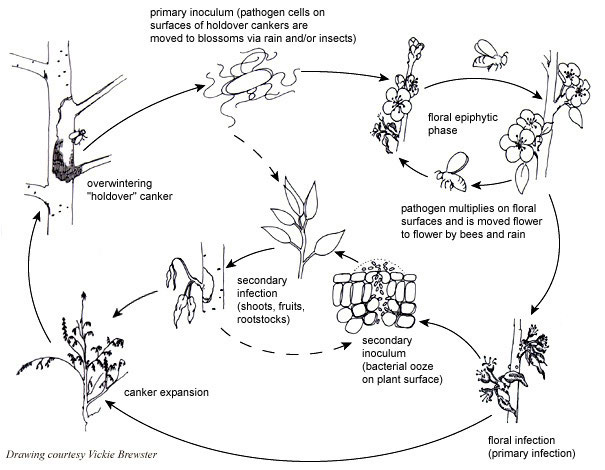 primary inoculum (pathogen cells on
surfaces of holdover cankers are
moved to blossoms via rain and/or insects)
floral epiphytic
phase
overwintering
"holdover" canker
pathogen multiplies on floral
surfaces and is moved flower
to flower by bees and rain
secondary
infection
(shoots, fruits,
rootstocks)
secondary
inoculum
(bacterial ooze
on plant surface)
canker expansion
floral infection
(primary infection)
Drawing courtesy Vickie Brewster